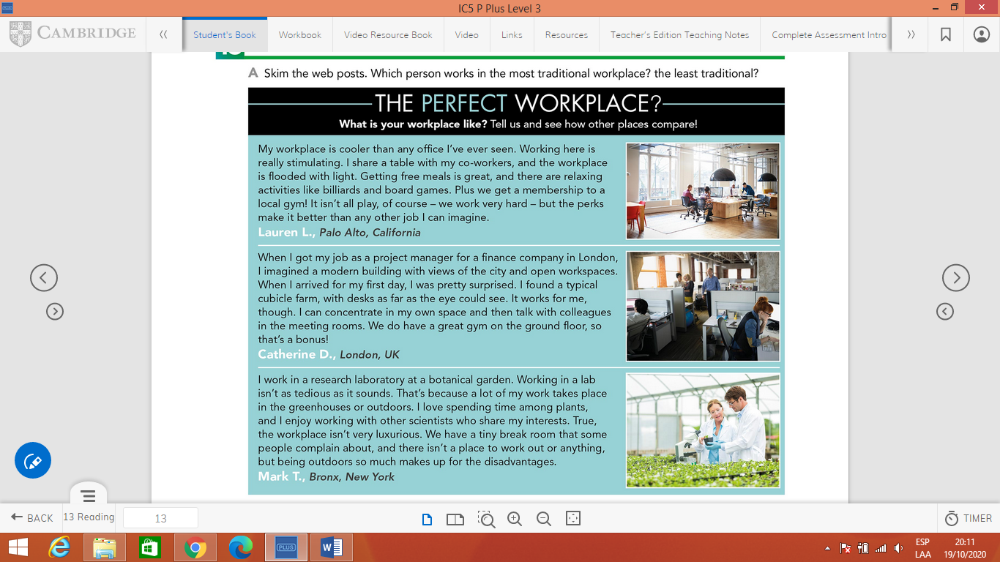 IC5 P Plus Level 3
CAMBRIDGE
Student's Book
Workbook
Video Resource Book
Video
Links
Resources
Teacher's Edition Teaching Notes
Complete Assessment Intro
A Skim the web posts. Which person works in the most traditional workplace? the least traditional?
THE PERFECT WORKPLACE?
What is your workplace like? Tell us and see how other places compare!
My workplace is cooler than any office I've ever seen. Working here is
really stimulating. I share a table with my co-workers, and the workplace
is flooded with light. Getting free meals is great, and there are relaxing
activities like billiards and board games. Plus we get a membership to a
local gym! It isn't all play, of course – we work very hard – but the perks
make it better than any other job I can imagine.
Lauren L., Palo Alto, California
When I got my job as a project manager for a finance company in London,
I imagined a modern building with views of the city and open workspaces.
When I arrived for my first day, I was pretty surprised. I found a typical
cubicle farm, with desks as far as the eye could see. It works for me,
though. I can concentrate in my own space and then talk with colleagues
in the meeting rooms. We do have a great gym on the ground floor, so
that's a bonus!
Catherine D., London, UK
I work in a research laboratory at a botanical garden. Working in a lab
isn't as tedious as it sounds. That's because a lot of my work takes place
in the greenhouses or outdoors. I love spending time among plants,
and I enjoy working with other scientists who share my interests. True,
the workplace isn't very luxurious. We have a tiny break room that some
people complain about, and there isn't a place to work out or anything,
but being outdoors so much makes up for the disadvantages.
Mark T., Bronx, New York
BACK
13 Reading
13
TIMER
PLUS
ESP
LAA
20:11
19/10/2020